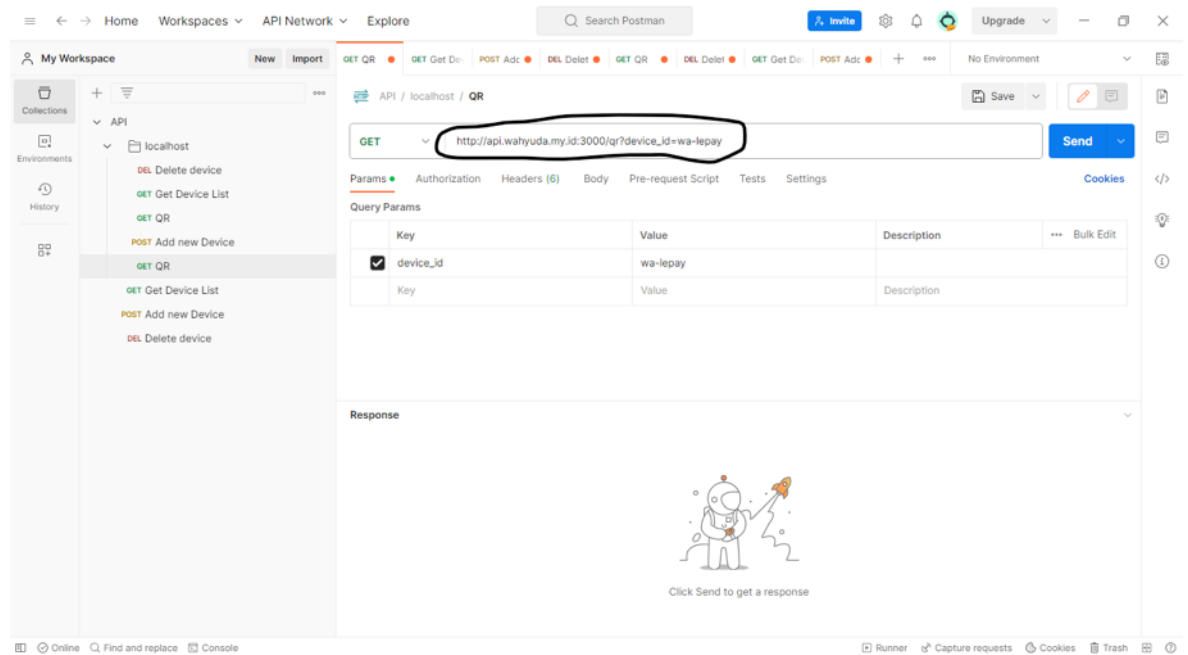 Home Workspaces API Network Explore Search Postman Invite Upgrade
My Workspace New Import GET QR GET Get De POST Adc DEL Delet GET QR DEL Delet GET Get De POST Adc No Environment
Collections
Environments
History
API
localhost
DEL Delete device
GET Get Device List
GET QR
POST Add new Device
GET QR
GET Get Device List
POST Add new Device
DEL Delete device
API / localhost / QR Save
GET http://api.wahyuda.my.id:3000/qr?device_id=wa-lepay Send
Params Authorization Headers (6) Body Pre-request Script Tests Settings Cookies
Query Params
Key Value Description Bulk Edit
device_id wa-lepay
Key Value Description
Response
Click Send to get a response
Online Find and replace Console Runner Capture requests Cookies Trash